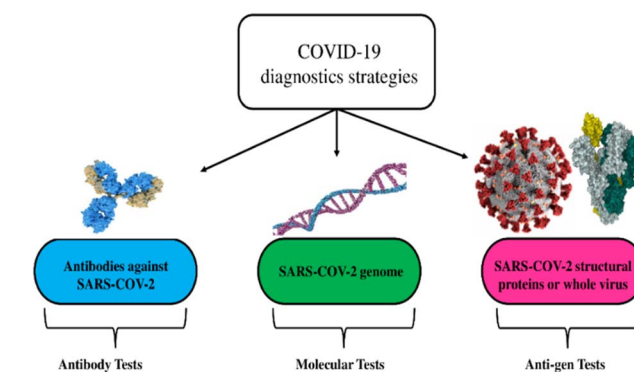 COVID-19
diagnostics strategies
Antibodies against
SARS-COV-2
SARS-COV-2 genome
SARS-COV-2 structural
proteins or whole virus
Antibody Tests
Molecular Tests
Anti-gen Tests